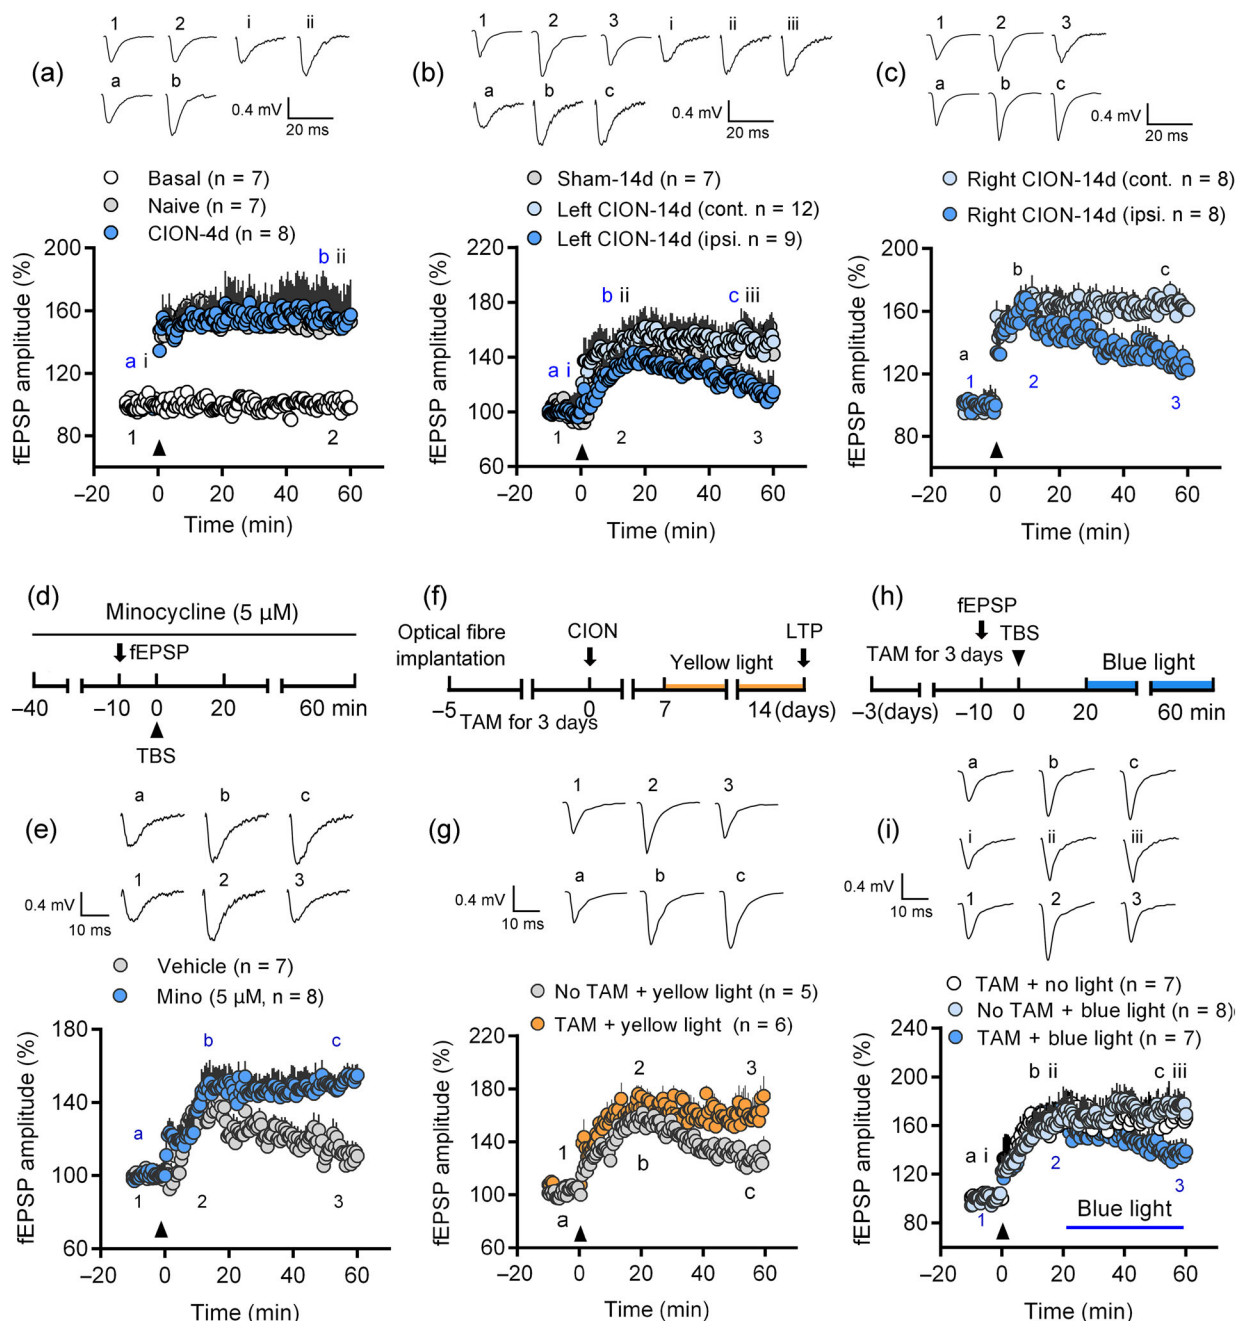 (a)
1 2 i ii
a b
0.4 mV
20 ms
Basal (n = 7)
Naive (n = 7)
CION-4d (n = 8)
fEPSP amplitude (%)
200
160
120
80
b ii
a i
1 2
−20 0 20 40 60
Time (min)
(b)
1 2 3 i ii iii
a b c
0.4 mV
20 ms
Sham-14d (n = 7)
Left CION-14d (cont. n = 12)
Left CION-14d (ipsi. n = 9)
fEPSP amplitude (%)
220
180
140
100
60
b ii c iii
a i
1 2 3
−20 0 20 40 60
Time (min)
(c)
1 2 3
a b c
0.4 mV
20 ms
Right CION-14d (cont. n = 8)
Right CION-14d (ipsi. n = 8)
fEPSP amplitude (%)
200
160
120
80
b c
a
1 2 3
−20 0 20 40 60
Time (min)
(d)
Minocycline (5 µM)
fEPSP
−40 −10 0 20 60 min
TBS
(f)
Optical fibre
implantation
CION
LTP
Yellow light
−5 0 7 14 (days)
TAM for 3 days
(h)
fEPSP
TBS
TAM for 3 days
Blue light
−3(days) −10 0 20 60 min
(e)
a b c
1 2 3
0.4 mV
10 ms
Vehicle (n = 7)
Mino (5 µM, n = 8)
fEPSP amplitude (%)
180
140
100
60
b c
a
1 2 3
−20 0 20 40 60
Time (min)
(g)
1 2 3
a b c
0.4 mV
10 ms
No TAM + yellow light (n = 5)
TAM + yellow light (n = 6)
fEPSP amplitude (%)
220
180
140
100
60
2 3
1
b
a c
−20 0 20 40 60
Time (min)
(i)
a b c
i ii iii
1 2 3
0.4 mV
10 ms
TAM + no light (n = 7)
No TAM + blue light (n = 8)
TAM + blue light (n = 7)
fEPSP amplitude (%)
240
200
160
120
80
b ii c iii
a i
2
1 3
Blue light
−20 0 20 40 60
Time (min)